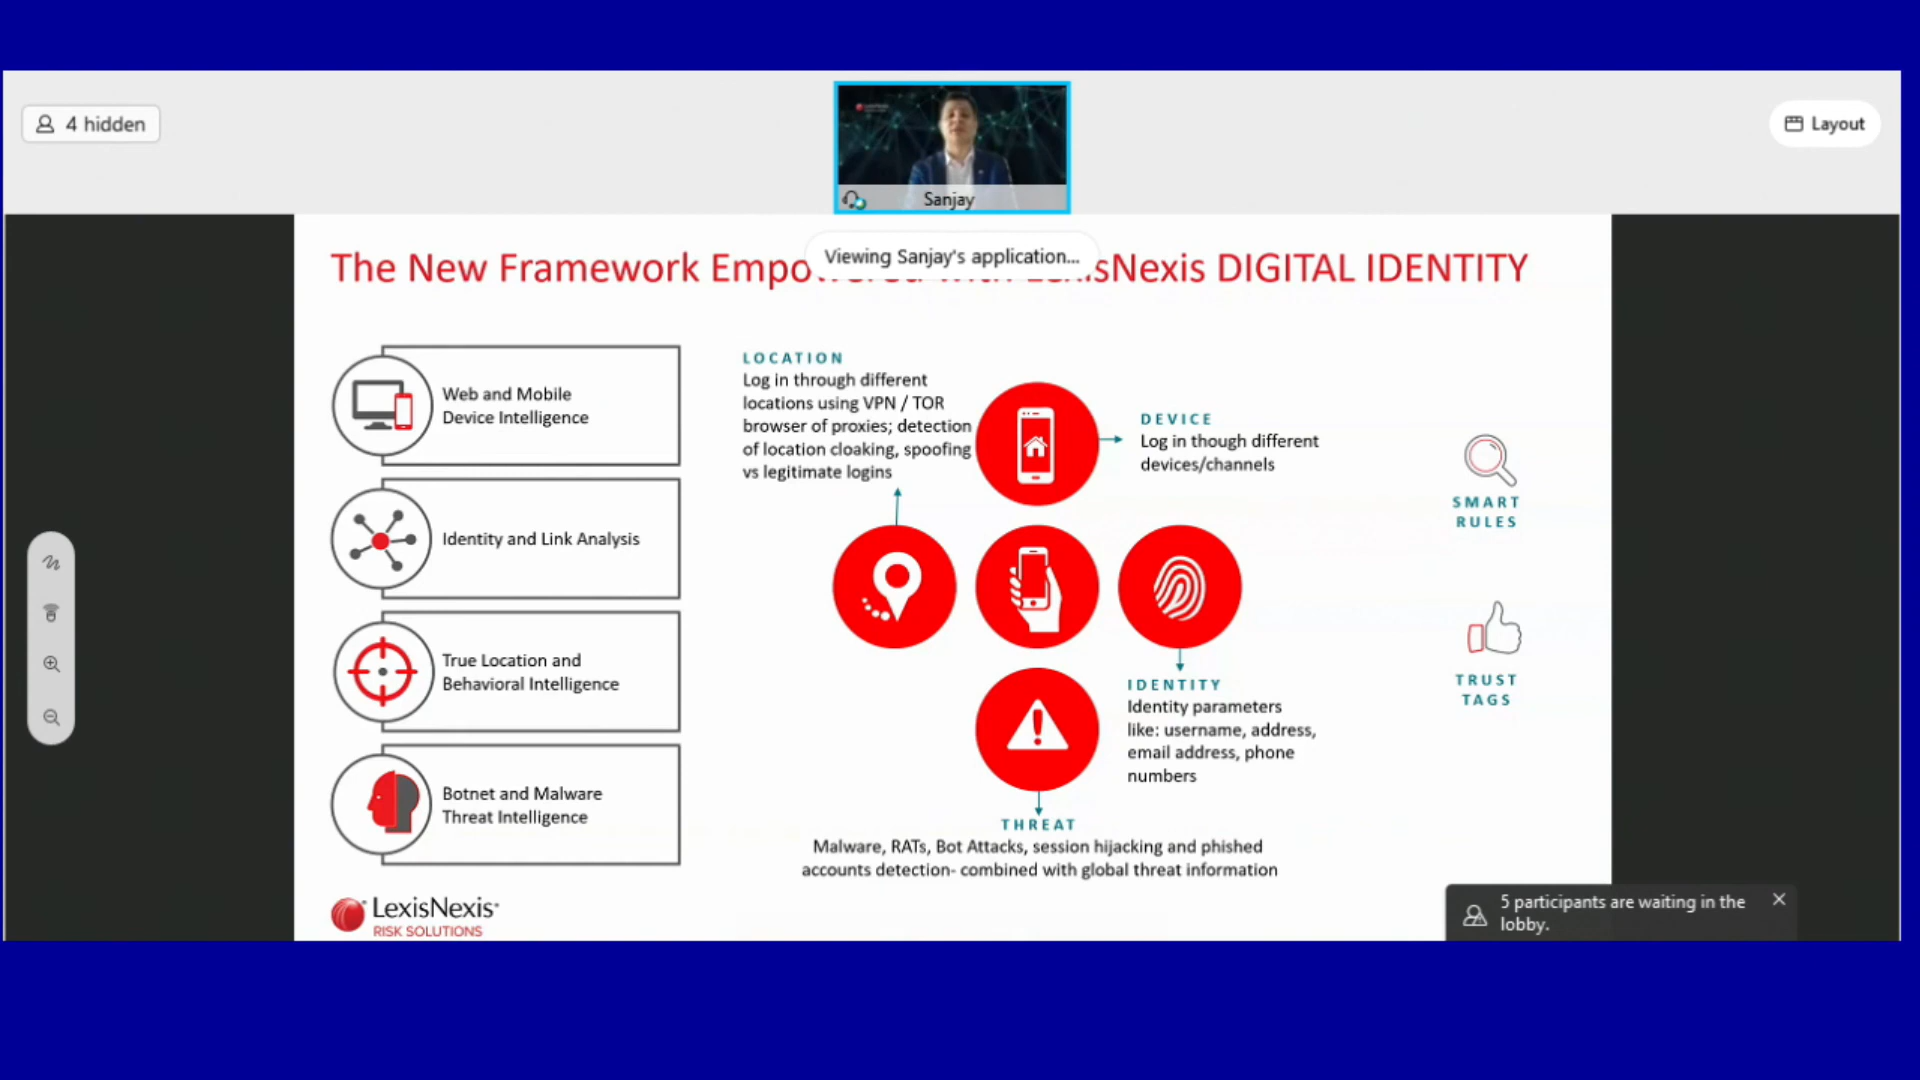 4 hidden
Layout
Sanjay
Viewing Sanjay's application...
The New Framework Empowered with LexisNexis DIGITAL IDENTITY
Web and Mobile
Device Intelligence
Identity and Link Analysis
True Location and
Behavioral Intelligence
Botnet and Malware
Threat Intelligence
LOCATION
Log in through different
locations using VPN / TOR
browser of proxies; detection
of location cloaking, spoofing
vs legitimate logins
DEVICE
Log in though different
devices/channels
IDENTITY
Identity parameters
like: username, address,
email address, phone
numbers
THREAT
Malware, RATs, Bot Attacks, session hijacking and phished
accounts detection- combined with global threat information
SMART
RULES
TRUST
TAGS
LexisNexis®
RISK SOLUTIONS
5 participants are waiting in the
lobby.